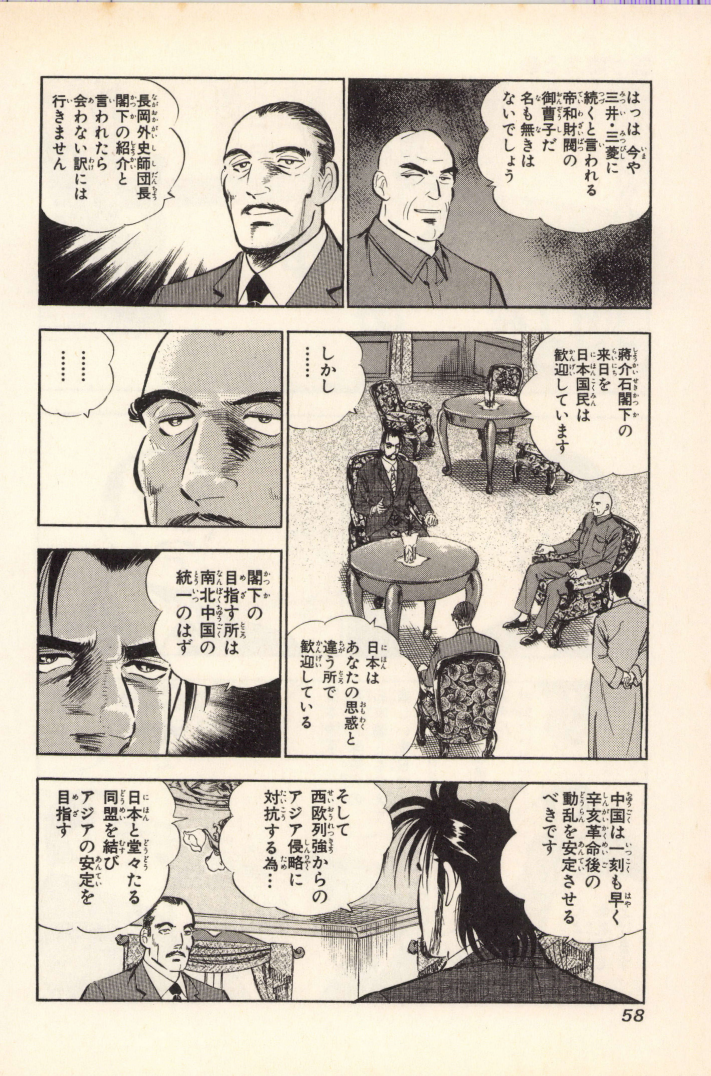 はっは 今や
三井・三菱に
続くと言われる
帝和財閥の
御曹子だ
名も無きは
ないでしょう
長岡外史師団長
閣下の紹介と
言われたら
会わない訳には
行きません
蔣介石閣下の
来日を
日本国民は
歓迎しています
しかし
⋯⋯
日本は
あなたの思惑と
違う所で
歓迎している
⋯⋯
⋯⋯
閣下の
目指す所は
南北中国の
統一のはず
中国は一刻も早く
辛亥革命後の
動乱を安定させる
べきです
そして
西欧列強からの
アジア侵略に
対抗する為⋯
日本と堂々たる
同盟を結び
アジアの安定を
目指す
58